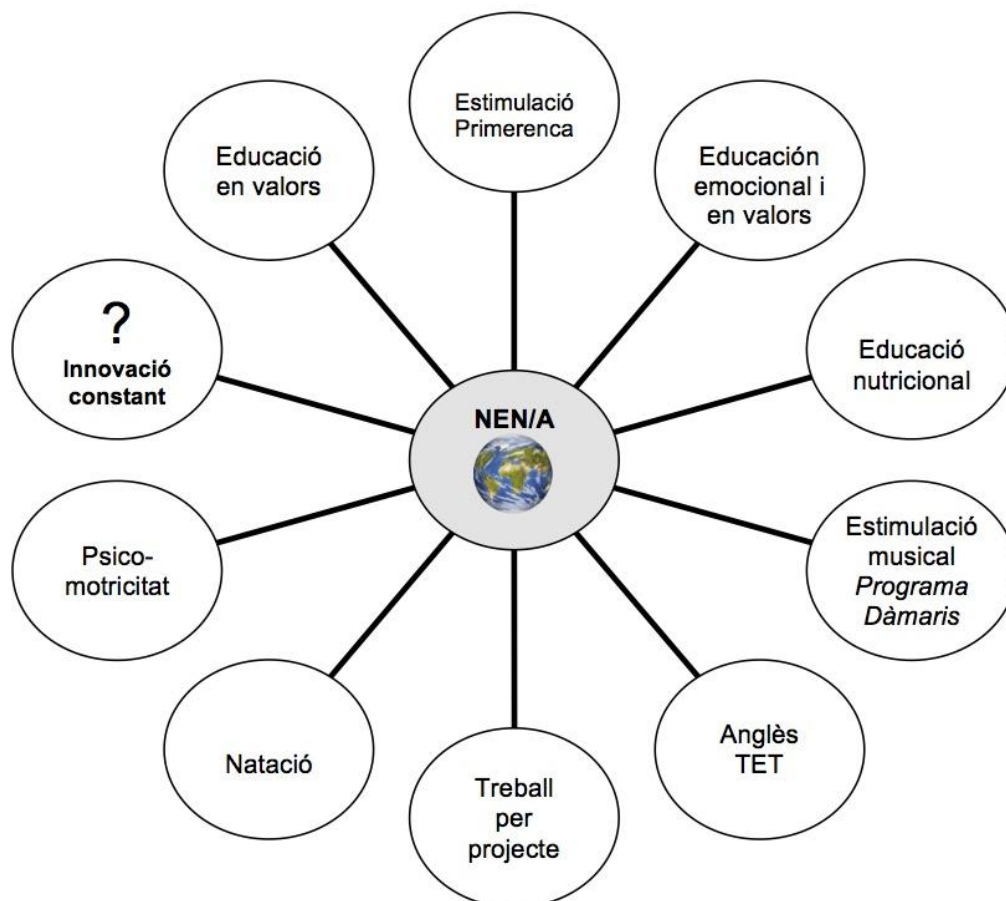 Estimulació
Primerenca
Educación
emocional i
en valors
Educació
nutricional
Estimulació
musical
Programa
Dàmaris
Anglès
TET
Treball
per
projecte
Natació
Psico-
motricitat
?
Innovació
constant
Educació
en valors
NEN/A